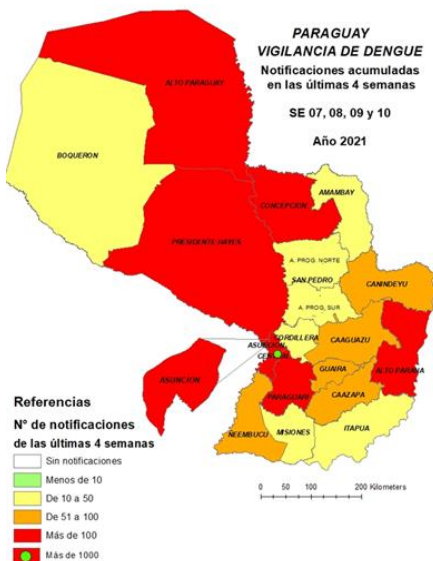 PARAGUAY
VIGILANCIA DE DENGUE
Notificaciones acumuladas
en las últimas 4 semanas
SE 07, 08, 09 y 10
Año 2021
ALTO PARAGUAY
BOQUERON
AMAMBAY
CONCEPCION
PRESIDENTE HAYES
A. PROG. NORTE
SAN PEDRO
CANINDEYU
A. PROG. SUR
CORDILLERA
CAAGUAZU
ASUNCION
ALTO PARANA
GUAIRA
ASUNCION
PARAGUARI
CAAZAPA
ÑEEMBUCU
MISIONES
ITAPUA
0 50 100 200 Kilometers
Referencias
N° de notificaciones
de las últimas 4 semanas
Sin notificaciones
Menos de 10
De 10 a 50
De 51 a 100
Más de 100
Más de 1000